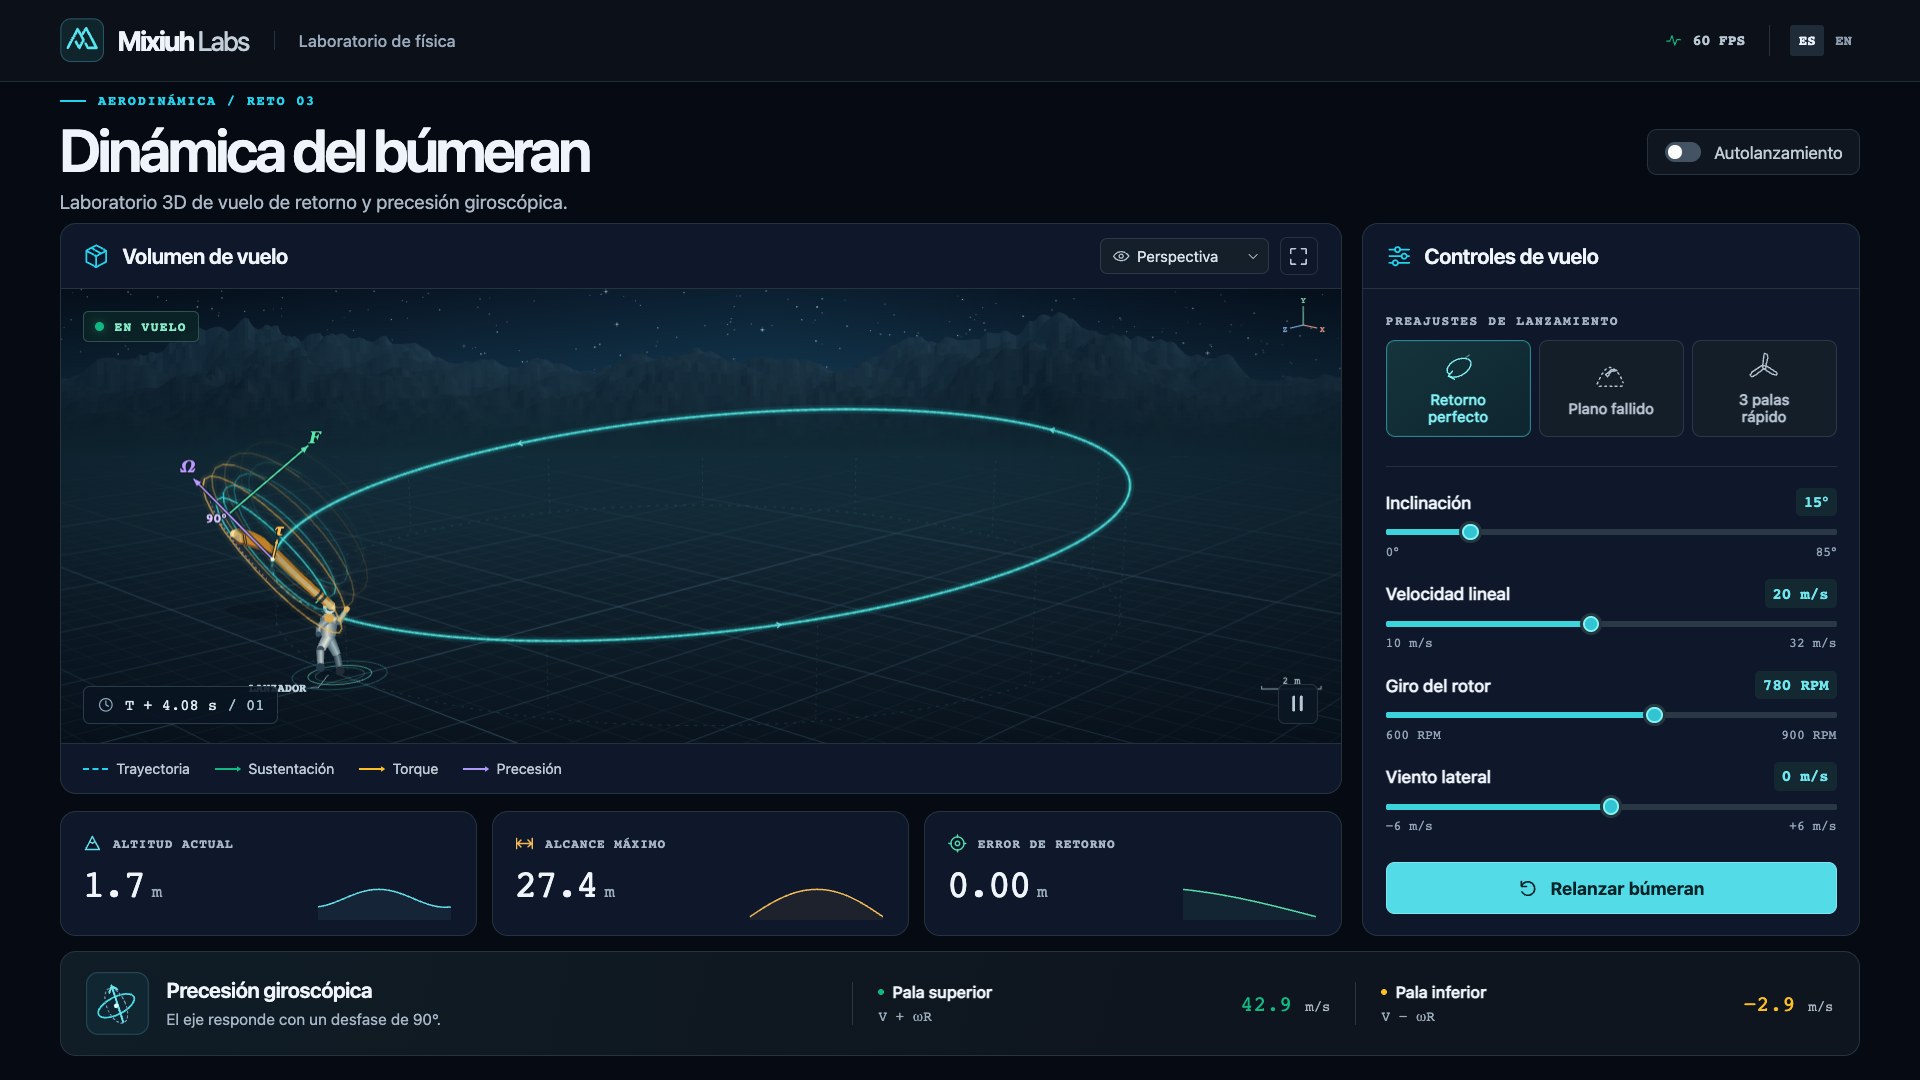 Mixiuh Labs
Laboratorio de física
60 FPS
ES
EN
AERODINÁMICA / RETO 03
Dinámica del búmeran
Laboratorio 3D de vuelo de retorno y precesión giroscópica.
Autolanzamiento
Volumen de vuelo
Perspectiva
EN VUELO
Y
Z
X
F
Ω
90°
τ
2 m
T + 4.08 s / 01
Trayectoria
Sustentación
Torque
Precesión
ALTITUD ACTUAL
1.7 m
ALCANCE MÁXIMO
27.4 m
ERROR DE RETORNO
0.00 m
Controles de vuelo
PREAJUSTES DE LANZAMIENTO
Retorno
perfecto
Plano fallido
3 palas
rápido
Inclinación
15°
0°
85°
Velocidad lineal
20 m/s
10 m/s
32 m/s
Giro del rotor
780 RPM
600 RPM
900 RPM
Viento lateral
0 m/s
−6 m/s
+6 m/s
Relanzar búmeran
Precesión giroscópica
El eje responde con un desfase de 90°.
Pala superior
V + ωR
42.9 m/s
Pala inferior
V − ωR
−2.9 m/s